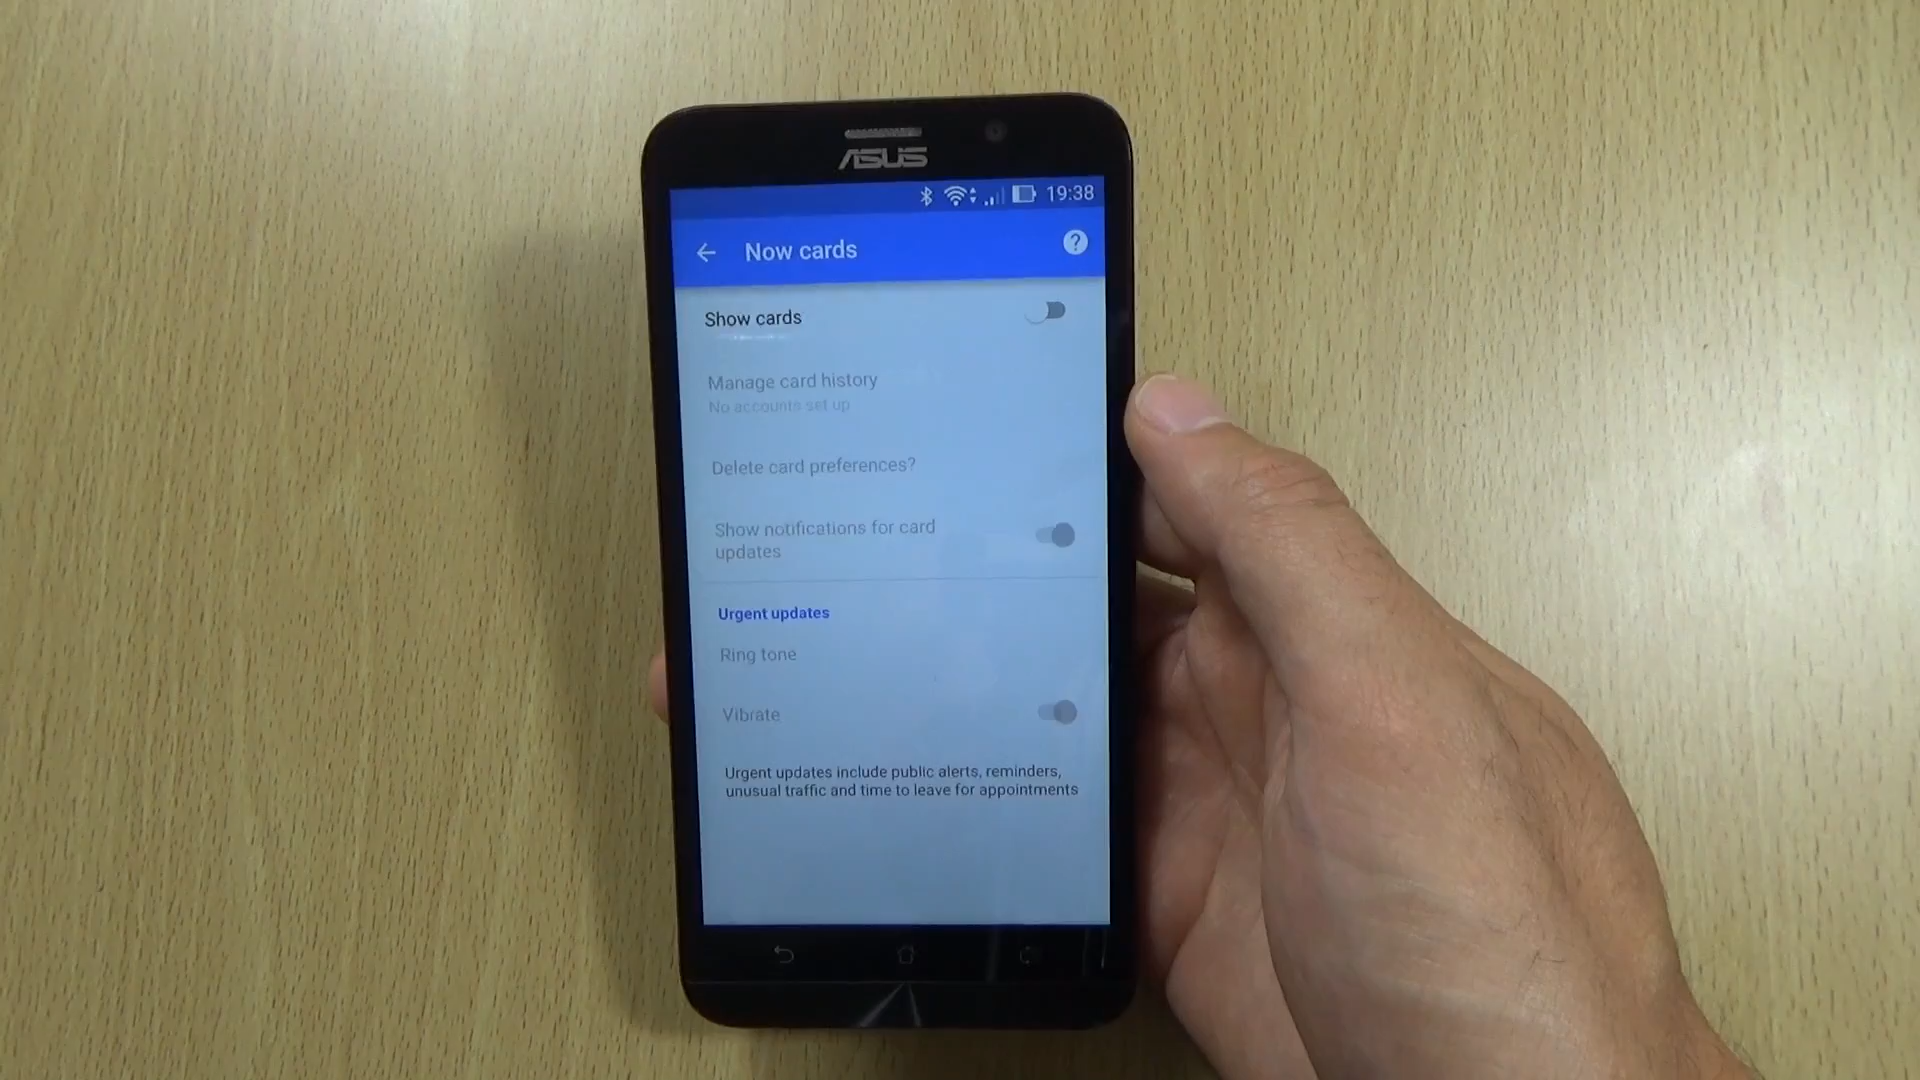 ASUS
19:38
Now cards
?
Show cards
Manage card history
No accounts set up
Delete card preferences?
Show notifications for card
updates
Urgent updates
Ring tone
Vibrate
Urgent updates include public alerts, reminders,
unusual traffic and time to leave for appointments